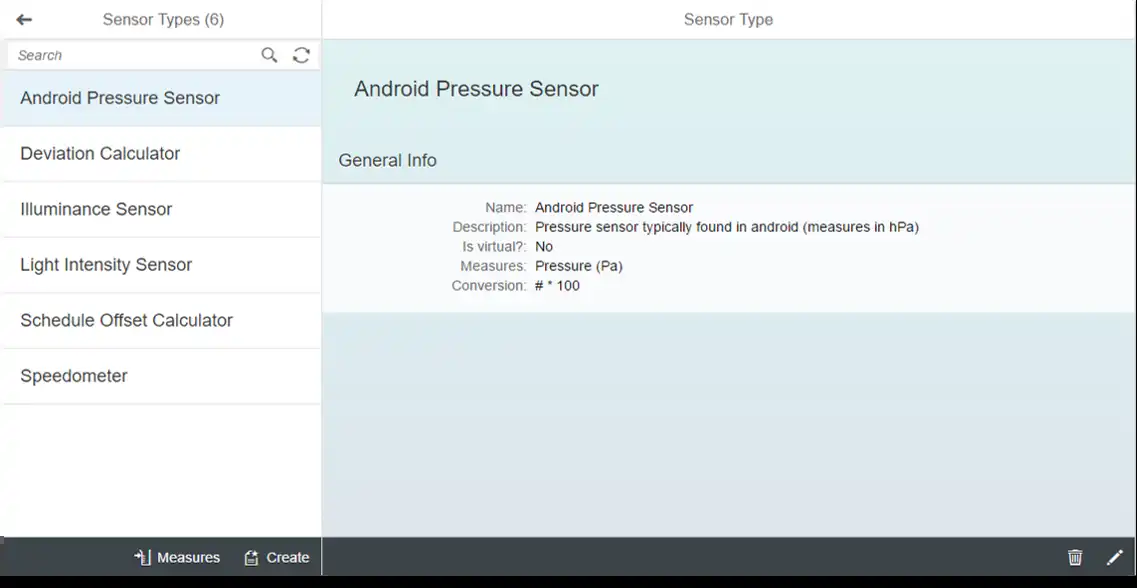 Sensor Types (6)
Search
Android Pressure Sensor
Deviation Calculator
Illuminance Sensor
Light Intensity Sensor
Schedule Offset Calculator
Speedometer
Measures
Create
Sensor Type
Android Pressure Sensor
General Info
Name: Android Pressure Sensor
Description: Pressure sensor typically found in android (measures in hPa)
Is virtual?: No
Measures: Pressure (Pa)
Conversion: # * 100